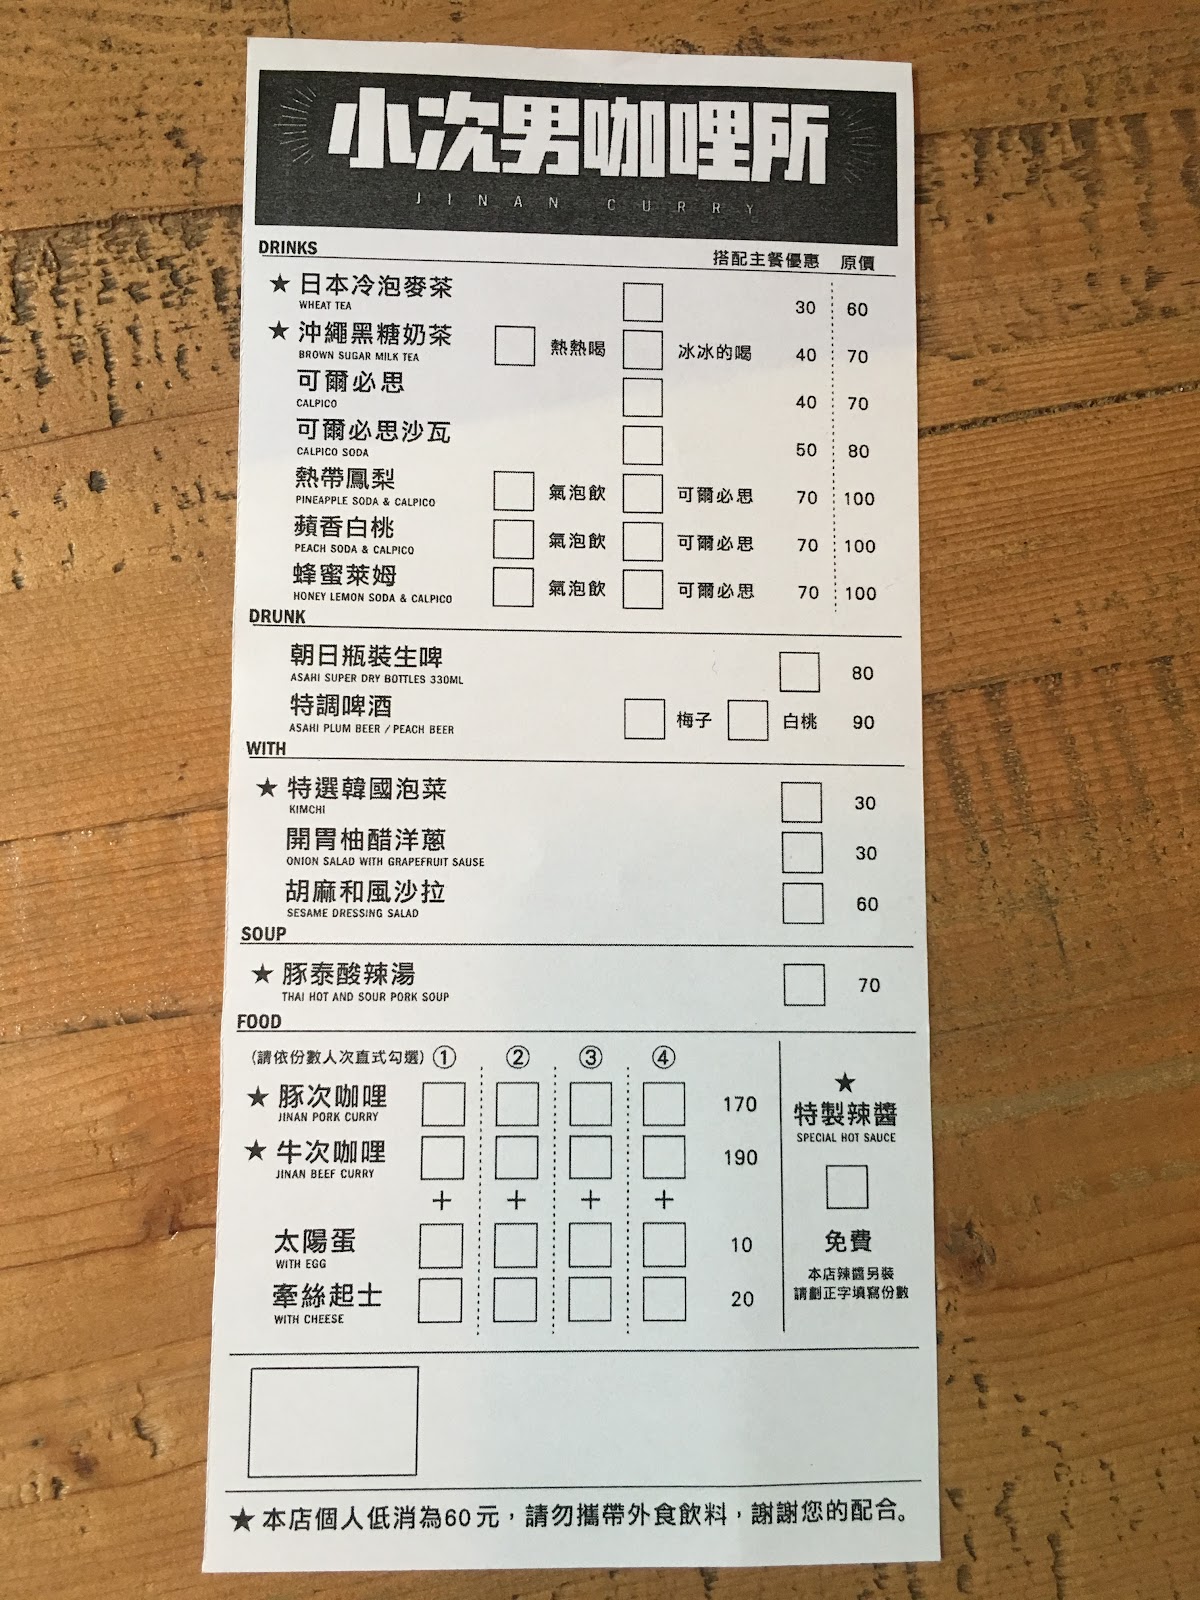 小次男咖哩所
JINAN CURRY
DRINKS 搭配主餐優惠 原價
★ 日本冷泡麥茶 30 60
WHEAT TEA
★ 沖繩黑糖奶茶 熱熱喝 冰冰的喝 40 70
BROWN SUGAR MILK TEA
可爾必思 40 70
CALPICO
可爾必思沙瓦 50 80
CALPICO SODA
熱帶鳳梨 氣泡飲 可爾必思 70 100
PINEAPPLE SODA & CALPICO
蘋香白桃 氣泡飲 可爾必思 70 100
PEACH SODA & CALPICO
蜂蜜萊姆 氣泡飲 可爾必思 70 100
HONEY LEMON SODA & CALPICO
DRUNK
朝日瓶裝生啤 80
ASAHI SUPER DRY BOTTLES 330ML
特調啤酒 梅子 白桃 90
ASAHI PLUM BEER / PEACH BEER
WITH
★ 特選韓國泡菜 30
KIMCHI
開胃柚醋洋蔥 30
ONION SALAD WITH GRAPEFRUIT SAUSE
胡麻和風沙拉 60
SESAME DRESSING SALAD
SOUP
★ 豚泰酸辣湯 70
THAI HOT AND SOUR PORK SOUP
FOOD
(請依份數人次直式勾選) ① ② ③ ④
★ 豚次咖哩 170
JINAN PORK CURRY
★ 牛次咖哩 190
JINAN BEEF CURRY
+ + + +
太陽蛋 10
WITH EGG
牽絲起士 20
WITH CHEESE
★
特製辣醬
SPECIAL HOT SAUCE
免費
本店辣醬另裝
請劃正字填寫份數
★本店個人低消為60元，請勿攜帶外食飲料，謝謝您的配合。